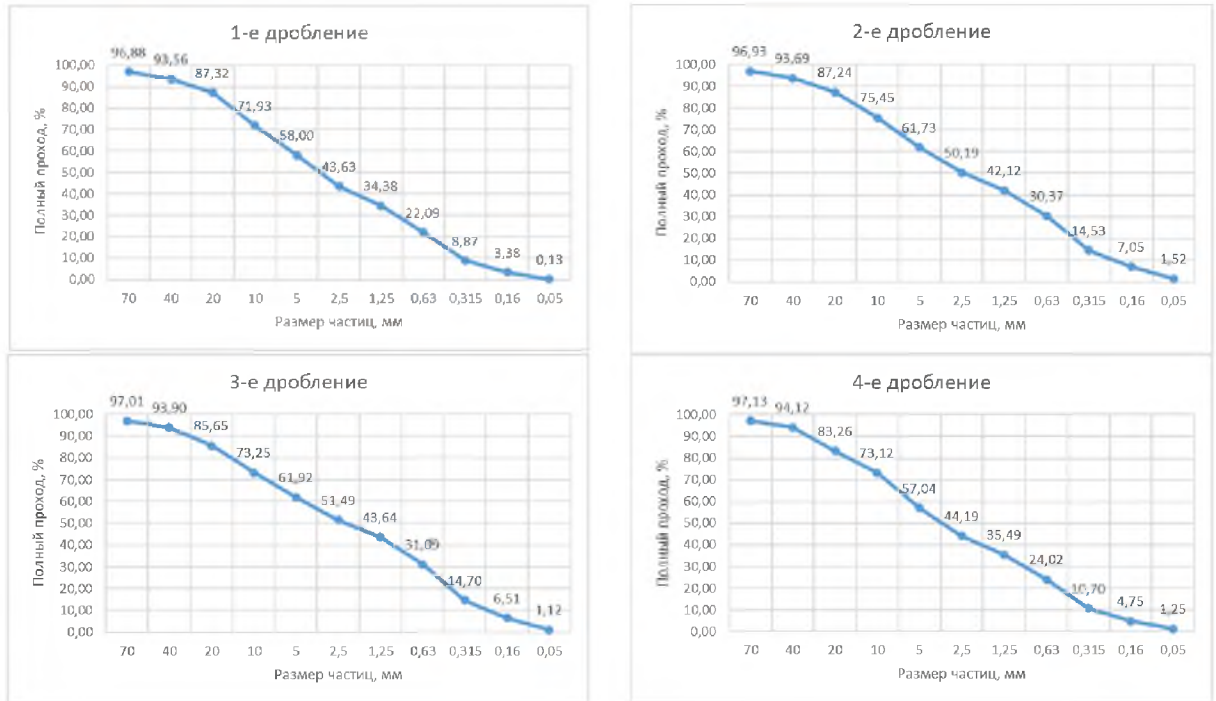 1-е дробление
96,88 93,56 87,32 71,93 58,00 43,63 34,38 22,09 8,87 3,38 0,13
Полный проход, %
100,00
90,00
80,00
70,00
60,00
50,00
40,00
30,00
20,00
10,00
0,00
70 40 20 10 5 2,5 1,25 0,63 0,315 0,16 0,05
Размер частиц, мм
2-е дробление
96,93 93,69 87,24 75,45 61,73 50,19 42,12 30,37 14,53 7,05 1,52
Полный проход, %
100,00
90,00
80,00
70,00
60,00
50,00
40,00
30,00
20,00
10,00
0,00
70 40 20 10 5 2,5 1,25 0,63 0,315 0,16 0,05
Размер частиц, мм
3-е дробление
97,01 93,90 85,65 73,25 61,92 51,49 43,64 31,09 14,70 6,51 1,12
Полный проход, %
100,00
90,00
80,00
70,00
60,00
50,00
40,00
30,00
20,00
10,00
0,00
70 40 20 10 5 2,5 1,25 0,63 0,315 0,16 0,05
Размер частиц, мм
4-е дробление
97,13 94,12 83,26 73,12 57,04 44,19 35,49 24,02 10,70 4,75 1,25
Полный проход, %
100,00
90,00
80,00
70,00
60,00
50,00
40,00
30,00
20,00
10,00
0,00
70 40 20 10 5 2,5 1,25 0,63 0,315 0,16 0,05
Размер частиц, мм